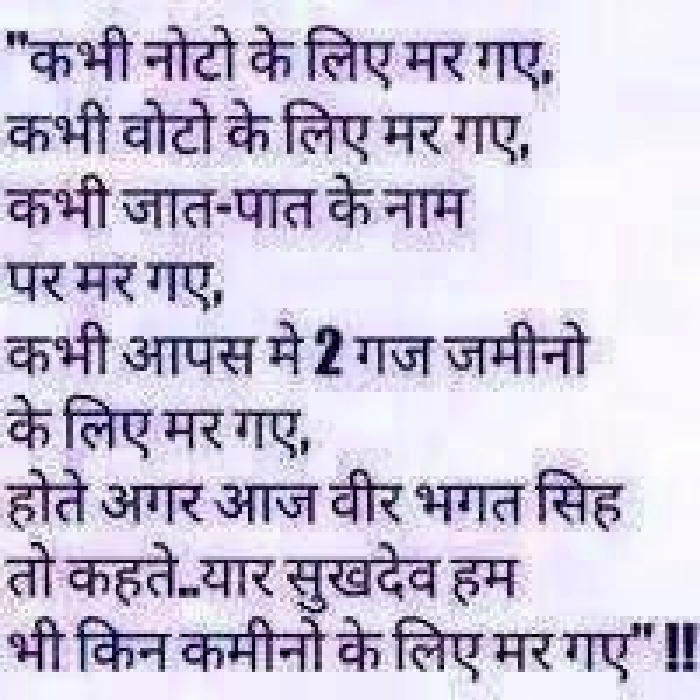 "कभी नोटो के लिए मर गए,
कभी वोटो के लिए मर गए,
कभी जात-पात के नाम
पर मर गए,
कभी आपस मे 2 गज जमीनो
के लिए मर गए,
होते अगर आज वीर भगत सिह
तो कहते..यार सुखदेव हम
भी किन कमीनो के लिए मर गए" !!